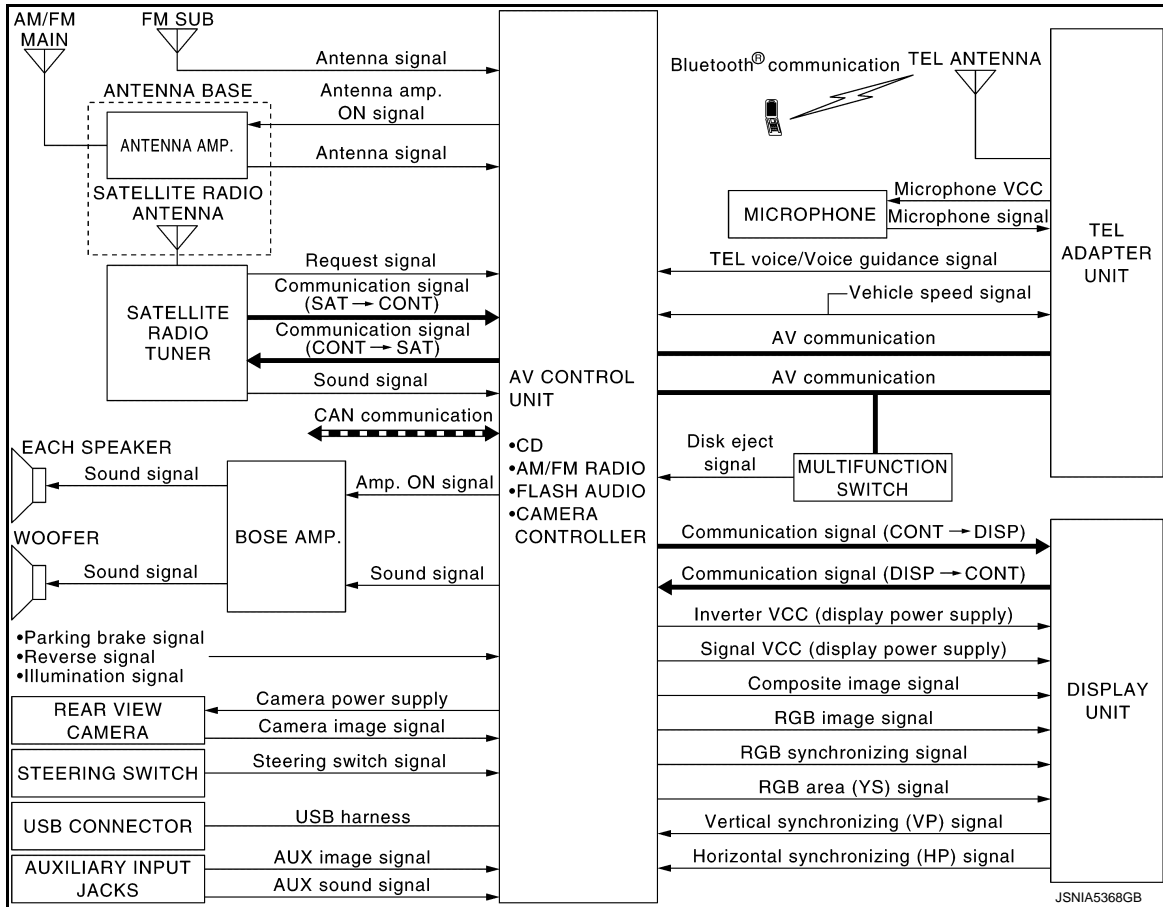 AM/FM
MAIN
FM SUB
Antenna signal
ANTENNA BASE
Antenna amp.
ON signal
ANTENNA AMP.
Antenna signal
SATELLITE RADIO
ANTENNA
Request signal
Communication signal
(SAT → CONT)
SATELLITE
RADIO
TUNER
Communication signal
(CONT → SAT)
Sound signal
CAN communication
EACH SPEAKER
Sound signal
Amp. ON signal
BOSE AMP.
WOOFER
Sound signal
Sound signal
•Parking brake signal
•Reverse signal
•Illumination signal
REAR VIEW
CAMERA
Camera power supply
Camera image signal
STEERING SWITCH
Steering switch signal
USB CONNECTOR
USB harness
AUXILIARY INPUT
JACKS
AUX image signal
AUX sound signal
AV CONTROL
UNIT
•CD
•AM/FM RADIO
•FLASH AUDIO
•CAMERA
CONTROLLER
Bluetooth® communication
TEL ANTENNA
MICROPHONE
Microphone VCC
Microphone signal
TEL
ADAPTER
UNIT
TEL voice/Voice guidance signal
Vehicle speed signal
AV communication
AV communication
Disk eject
signal
MULTIFUNCTION
SWITCH
Communication signal (CONT → DISP)
Communication signal (DISP → CONT)
Inverter VCC (display power supply)
Signal VCC (display power supply)
Composite image signal
RGB image signal
RGB synchronizing signal
RGB area (YS) signal
Vertical synchronizing (VP) signal
Horizontal synchronizing (HP) signal
DISPLAY
UNIT
JSNIA5368GB